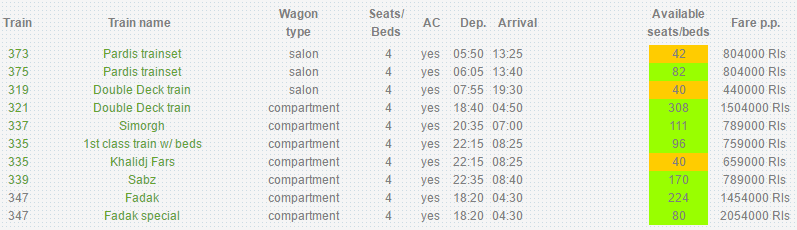 Train Train name Wagon type Seats/ Beds AC Dep. Arrival Available seats/beds Fare p.p.
373 Pardis trainset salon 4 yes 05:50 13:25 42 804000 Rls
375 Pardis trainset salon 4 yes 06:05 13:40 82 804000 Rls
319 Double Deck train salon 4 yes 07:55 19:30 40 440000 Rls
321 Double Deck train compartment 4 yes 18:40 04:50 308 1504000 Rls
337 Simorgh compartment 4 yes 20:35 07:00 111 789000 Rls
335 1st class train w/ beds compartment 4 yes 22:15 08:25 96 759000 Rls
335 Khalidj Fars compartment 4 yes 22:15 08:25 40 659000 Rls
339 Sabz compartment 4 yes 22:35 08:40 170 789000 Rls
347 Fadak compartment 4 yes 18:20 04:30 224 1454000 Rls
347 Fadak special compartment 4 yes 18:20 04:30 80 2054000 Rls